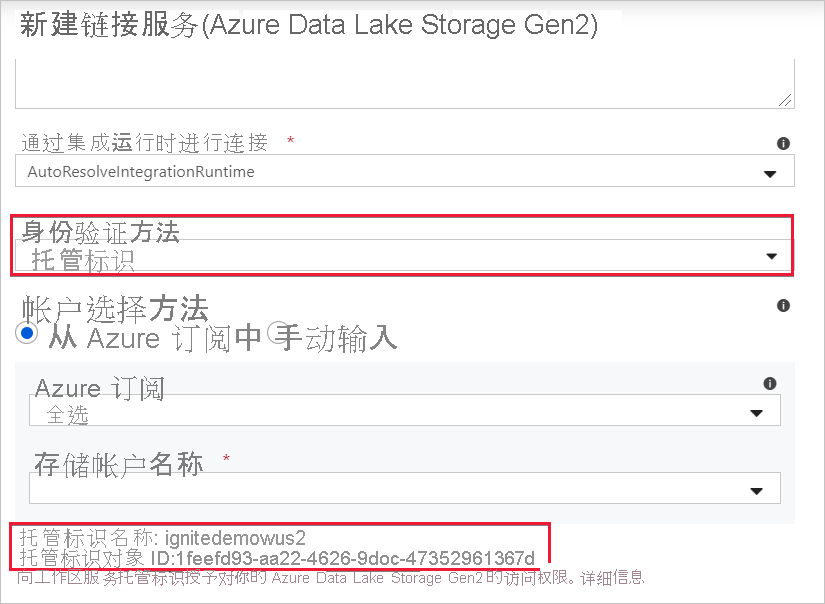 新建链接服务(Azure Data Lake Storage Gen2)
通过集成运行时进行连接 *
AutoResolveIntegrationRuntime
身份验证方法
托管标识
帐户选择方法
从 Azure 订阅中 手动输入
Azure 订阅
全选
存储帐户名称 *
托管标识名称: ignitedemowus2
托管标识对象 ID:1feefd93-aa22-4626-9doc-47352961367d
向工作区服务托管标识授予对你的 Azure Data Lake Storage Gen2 的访问权限。详细信息